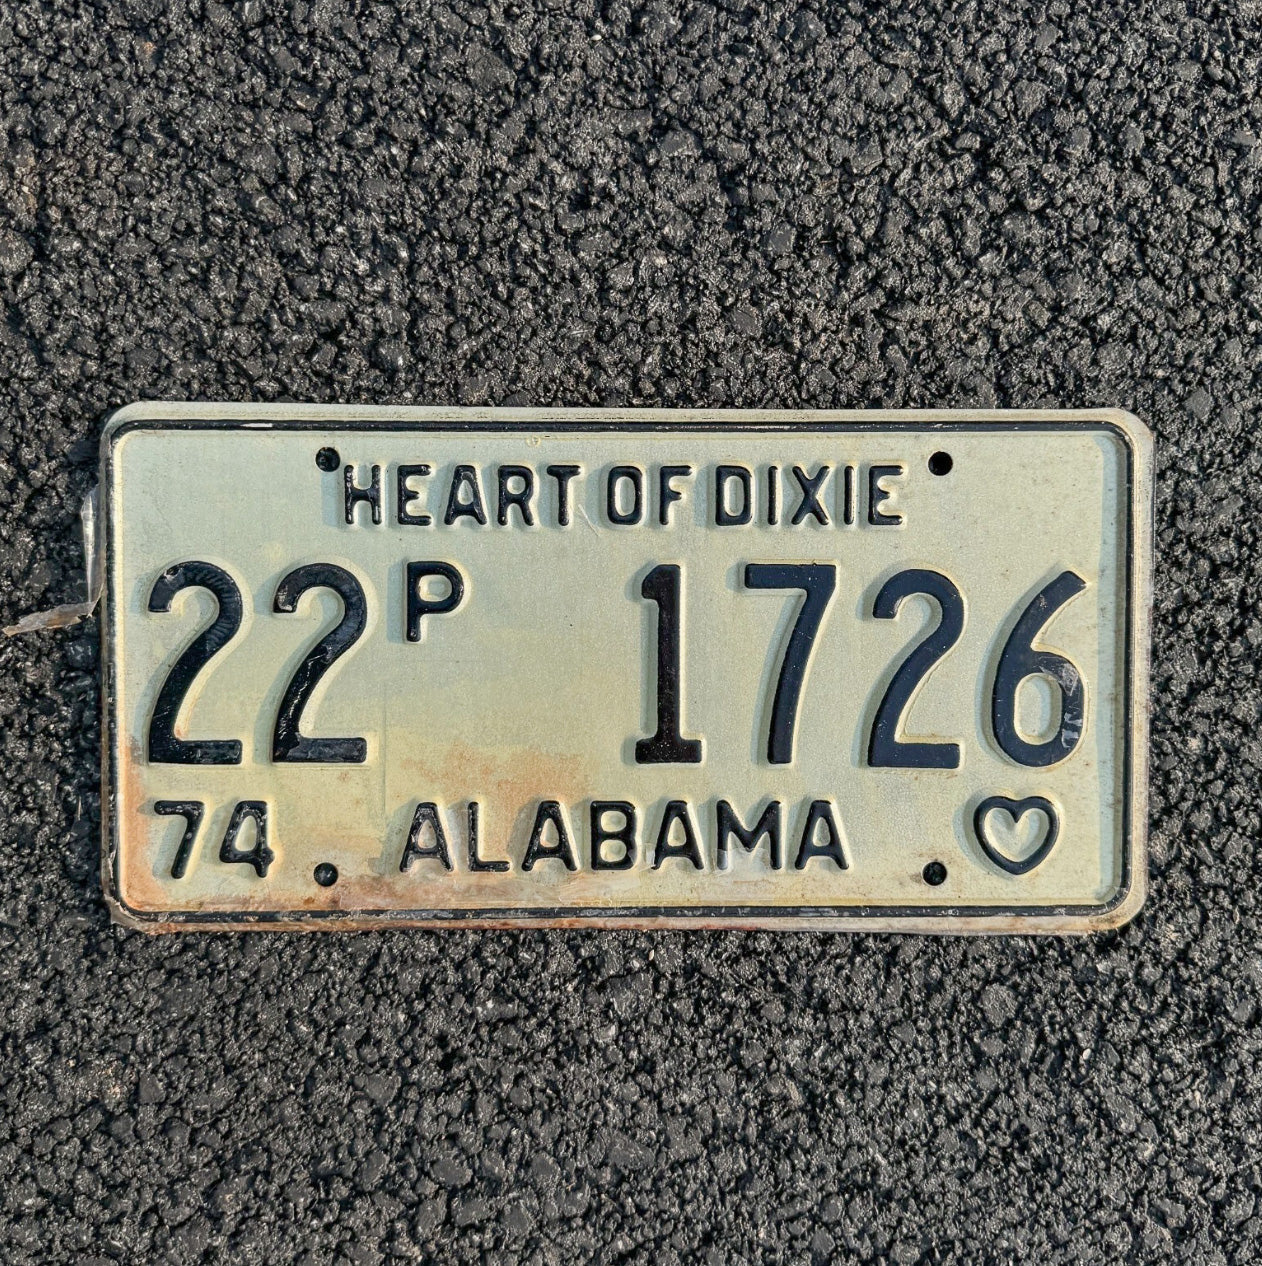 HEART OF DIXIE
22P 1726
74 ALABAMA